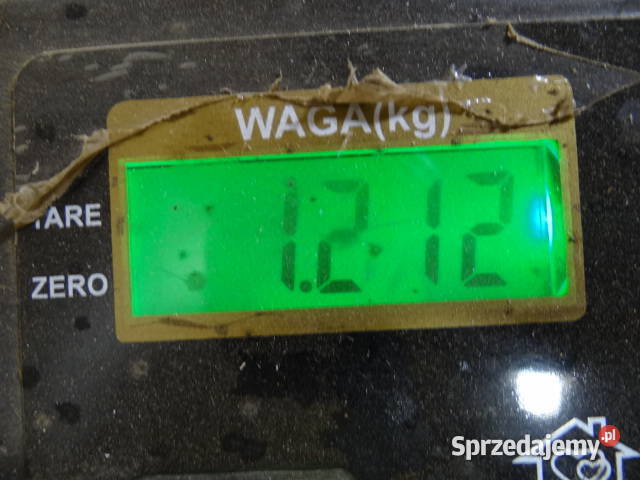 WAGA(kg)
1.212
TARE
ZERO
Sprzedajemy.pl